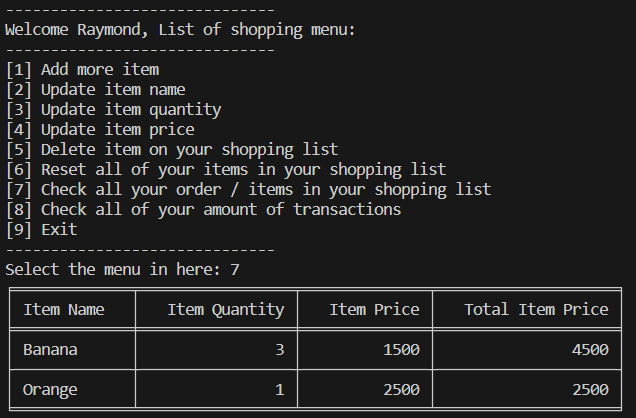 ------------------------------
Welcome Raymond, List of shopping menu:
------------------------------
[1] Add more item
[2] Update item name
[3] Update item quantity
[4] Update item price
[5] Delete item on your shopping list
[6] Reset all of your items in your shopping list
[7] Check all your order / items in your shopping list
[8] Check all of your amount of transactions
[9] Exit
------------------------------
Select the menu in here: 7
Item Name Item Quantity Item Price Total Item Price
Banana 3 1500 4500
Orange 1 2500 2500